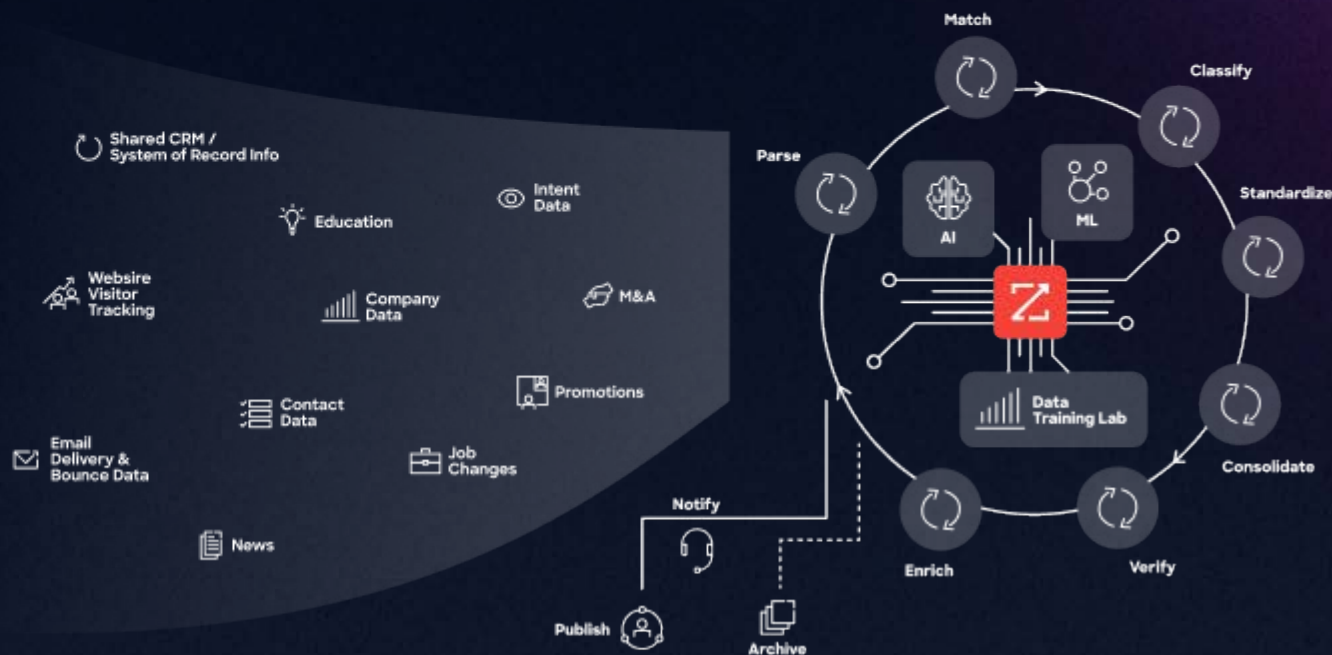 Match
Classify
Shared CRM /
System of Record Info
Parse
Intent
Data
Standardize
Education
AI
ML
Websire
Visitor
Tracking
Company
Data
M&A
Promotions
Contact
Data
Data
Training Lab
Email
Delivery &
Bounce Data
Job
Changes
Consolidate
Notify
News
Enrich
Verify
Publish
Archive